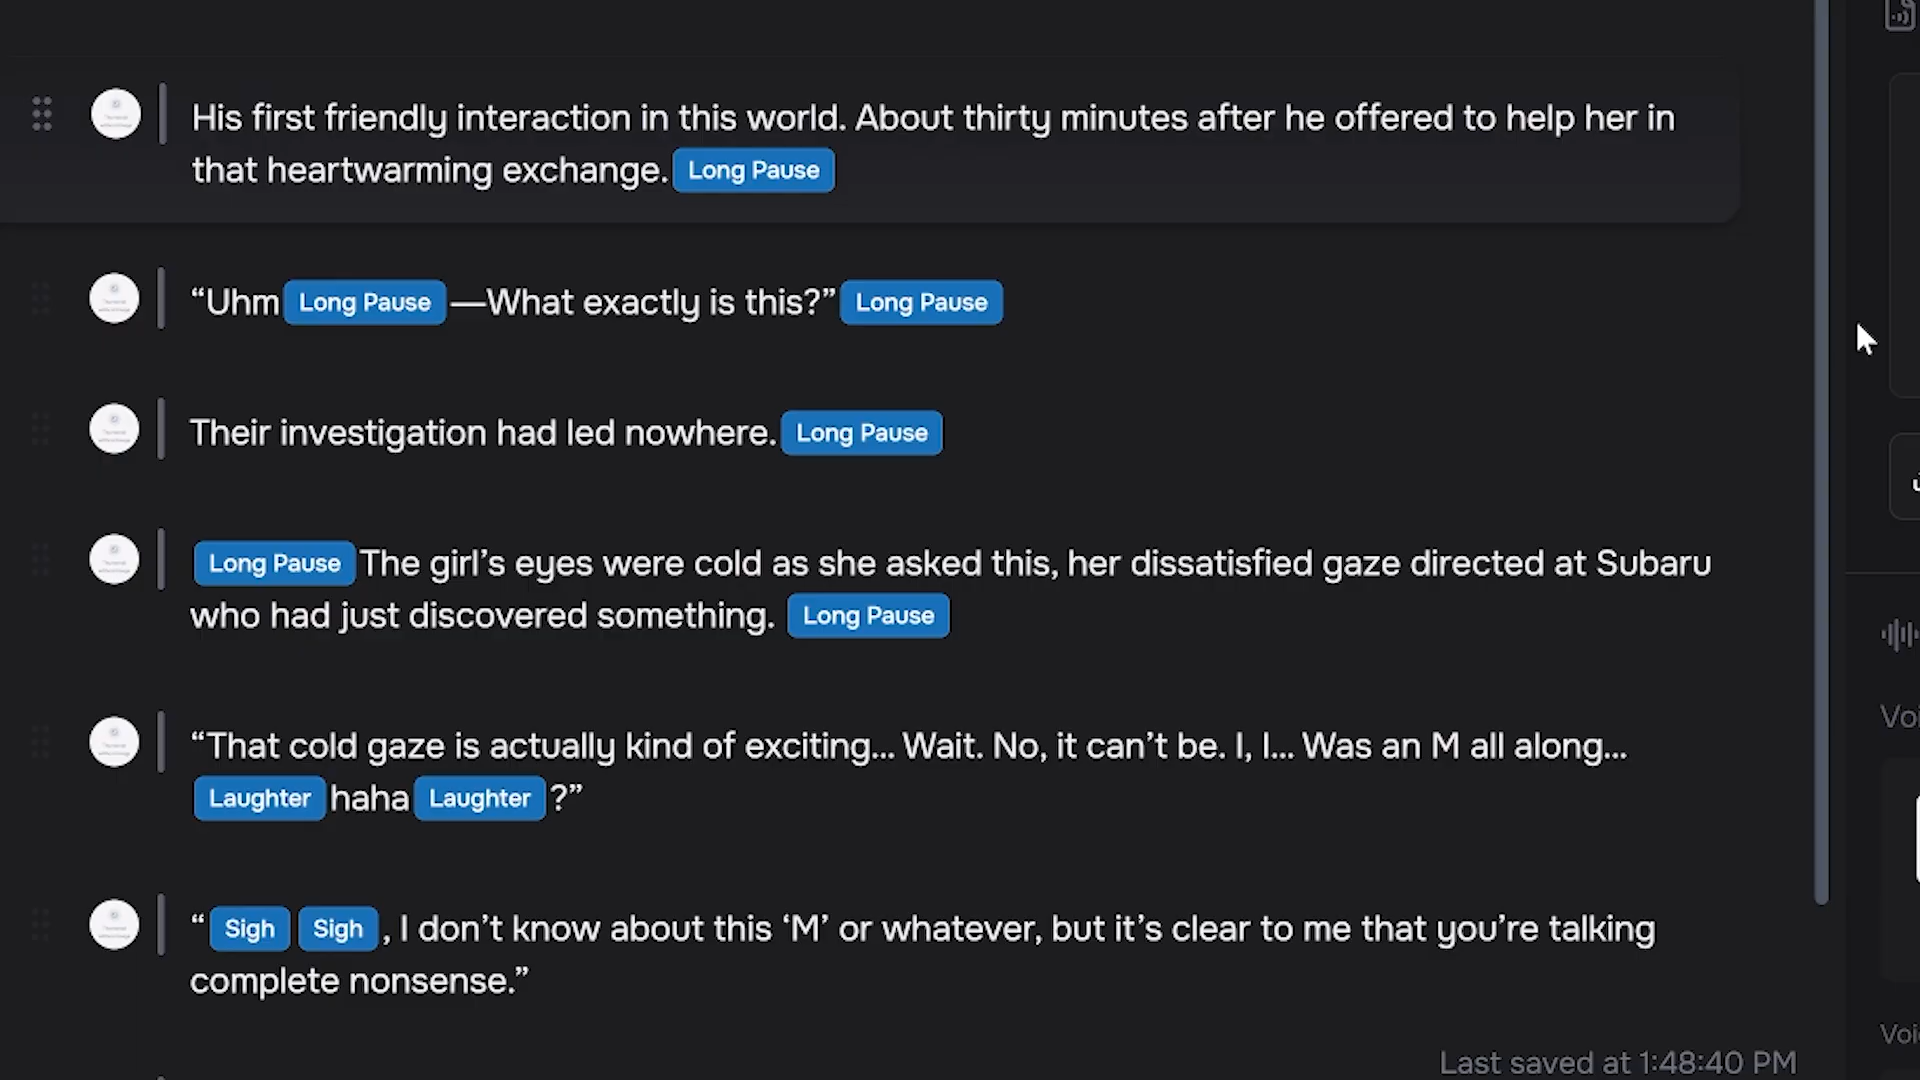 His first friendly interaction in this world. About thirty minutes after he offered to help her in
that heartwarming exchange. Long Pause
“Uhm Long Pause —What exactly is this?” Long Pause
Their investigation had led nowhere. Long Pause
Long Pause The girl’s eyes were cold as she asked this, her dissatisfied gaze directed at Subaru
who had just discovered something. Long Pause
“That cold gaze is actually kind of exciting... Wait. No, it can’t be. I, I... Was an M all along...
Laughter haha Laughter ?”
“ Sigh Sigh , I don’t know about this ‘M’ or whatever, but it’s clear to me that you’re talking
complete nonsense.”
Last saved at 1:48:40 PM